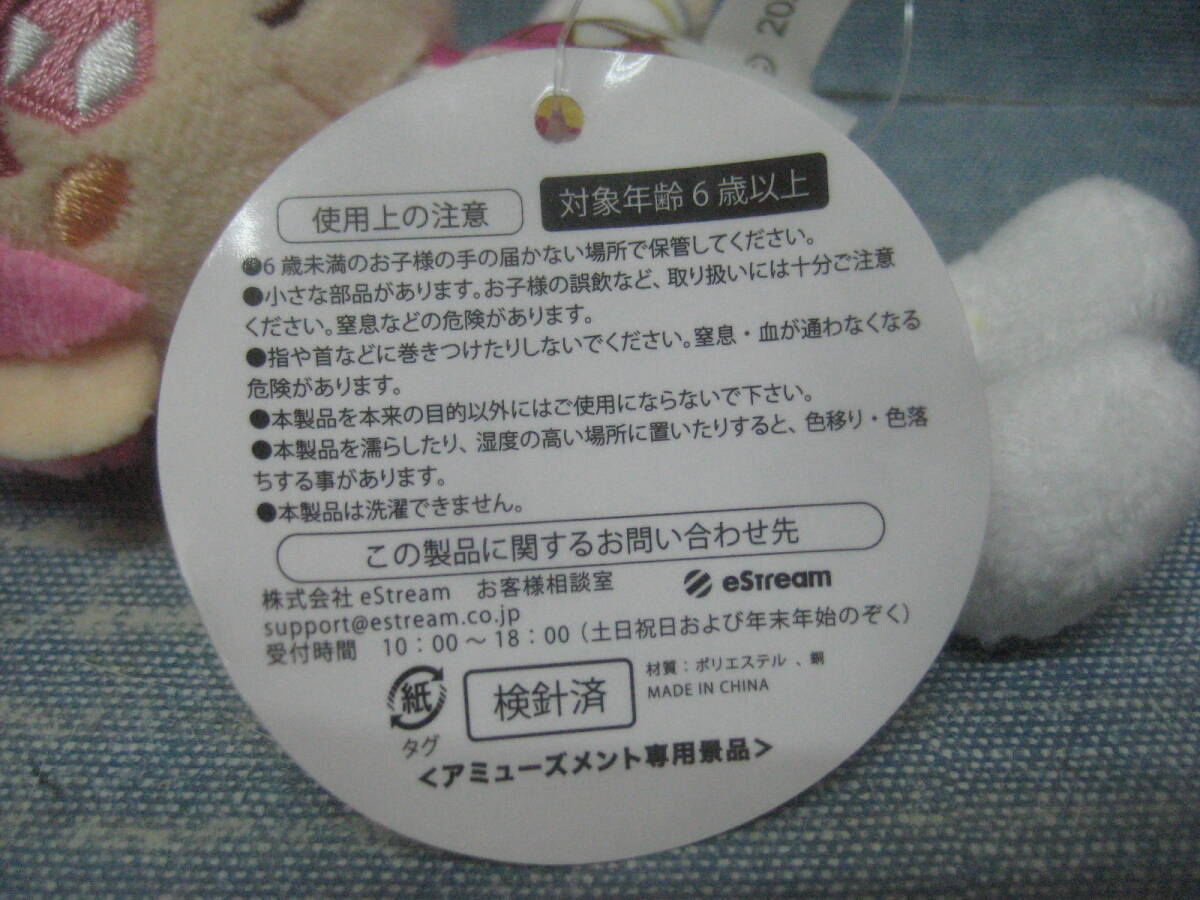 © 20
使用上の注意
対象年齢6歳以上
●6歳未満のお子様の手の届かない場所で保管してください。
●小さな部品があります。お子様の誤飲など、取り扱いには十分ご注意
ください。窒息などの危険があります。
●指や首などに巻きつけたりしないでください。窒息・血が通わなくなる
危険があります。
●本製品を本来の目的以外にはご使用にならないで下さい。
●本製品を濡らしたり、湿度の高い場所に置いたりすると、色移り・色落
ちする事があります。
●本製品は洗濯できません。
この製品に関するお問い合わせ先
株式会社 eStream お客様相談室
eStream
support@estream.co.jp
受付時間 10：00～18：00（土日祝日および年末年始のぞく）
紙
タグ
検針済
材質：ポリエステル 、
MADE IN CHINA
＜アミューズメント専用景品＞